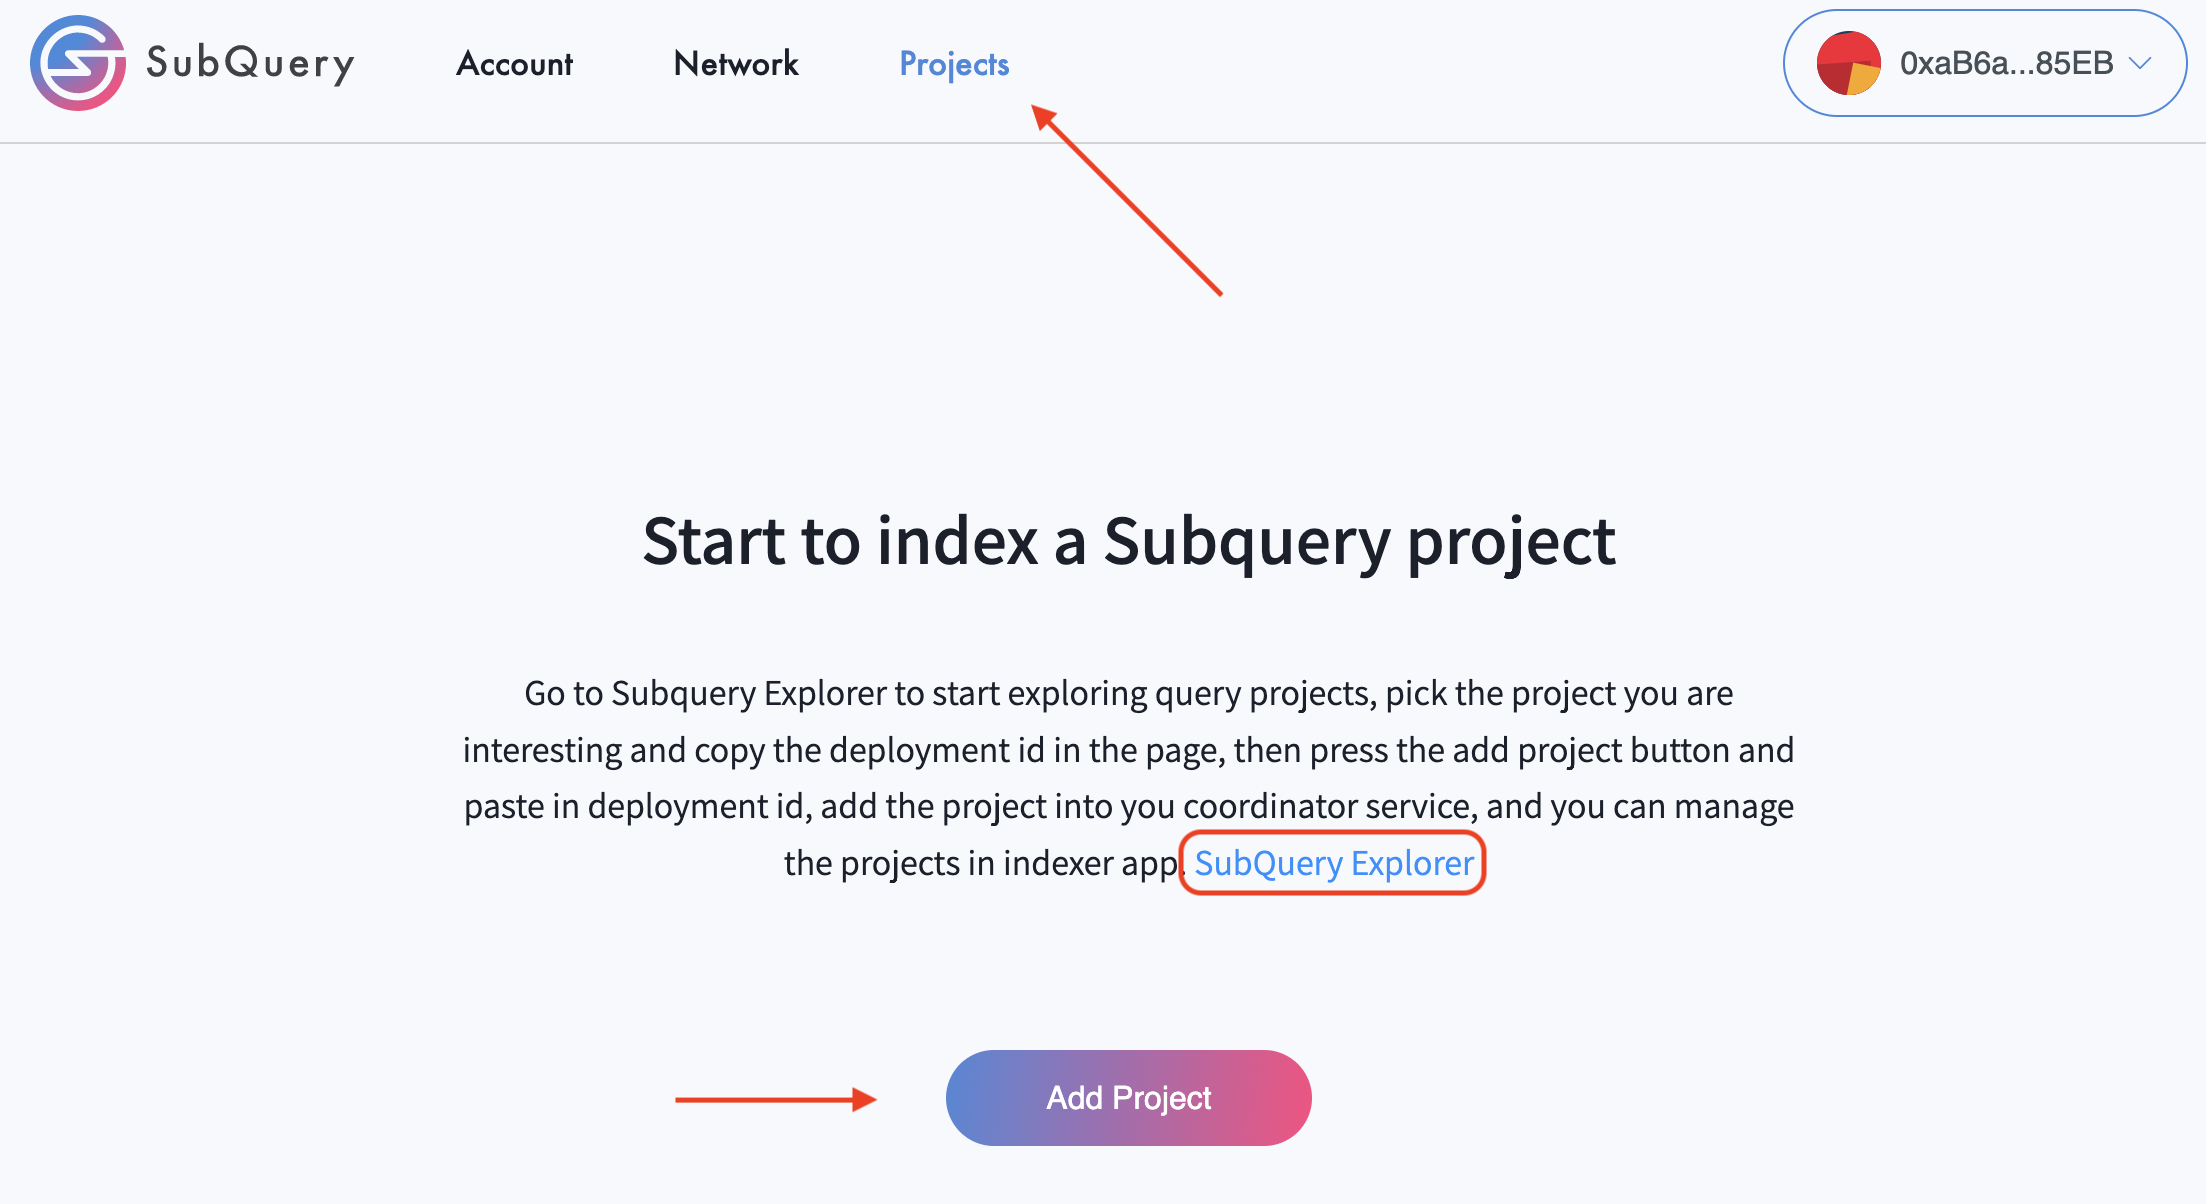 SubQuery
Account
Network
Projects
0xaB6a...85EB
Start to index a Subquery project
Go to Subquery Explorer to start exploring query projects, pick the project you are
interesting and copy the deployment id in the page, then press the add project button and
paste in deployment id, add the project into you coordinator service, and you can manage
the projects in indexer app. SubQuery Explorer
Add Project